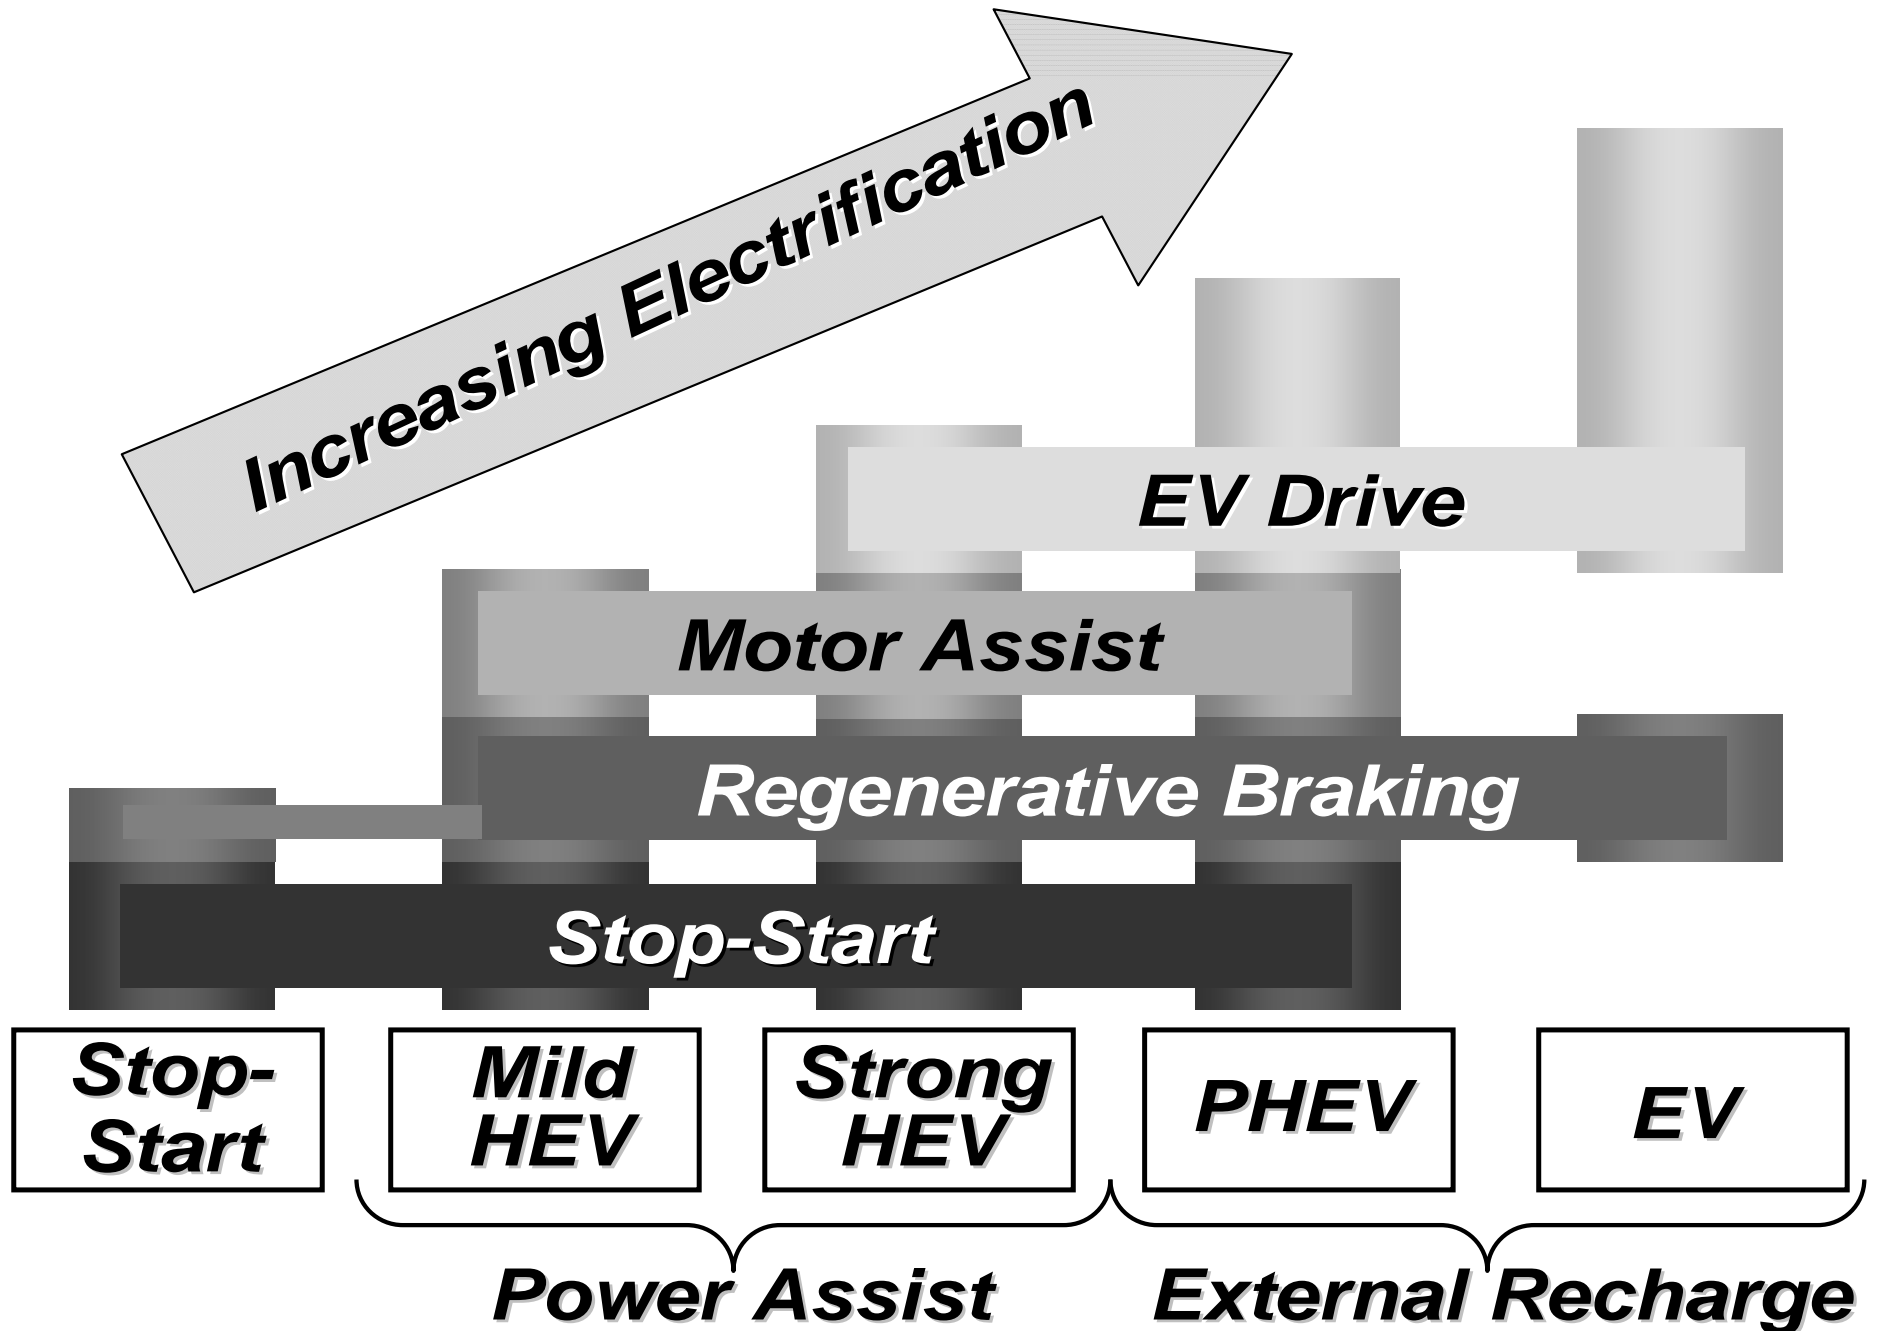 Increasing Electrification
EV Drive
Motor Assist
Regenerative Braking
Stop-Start
Stop-
Start
Mild
HEV
Strong
HEV
PHEV
EV
Power Assist
External Recharge